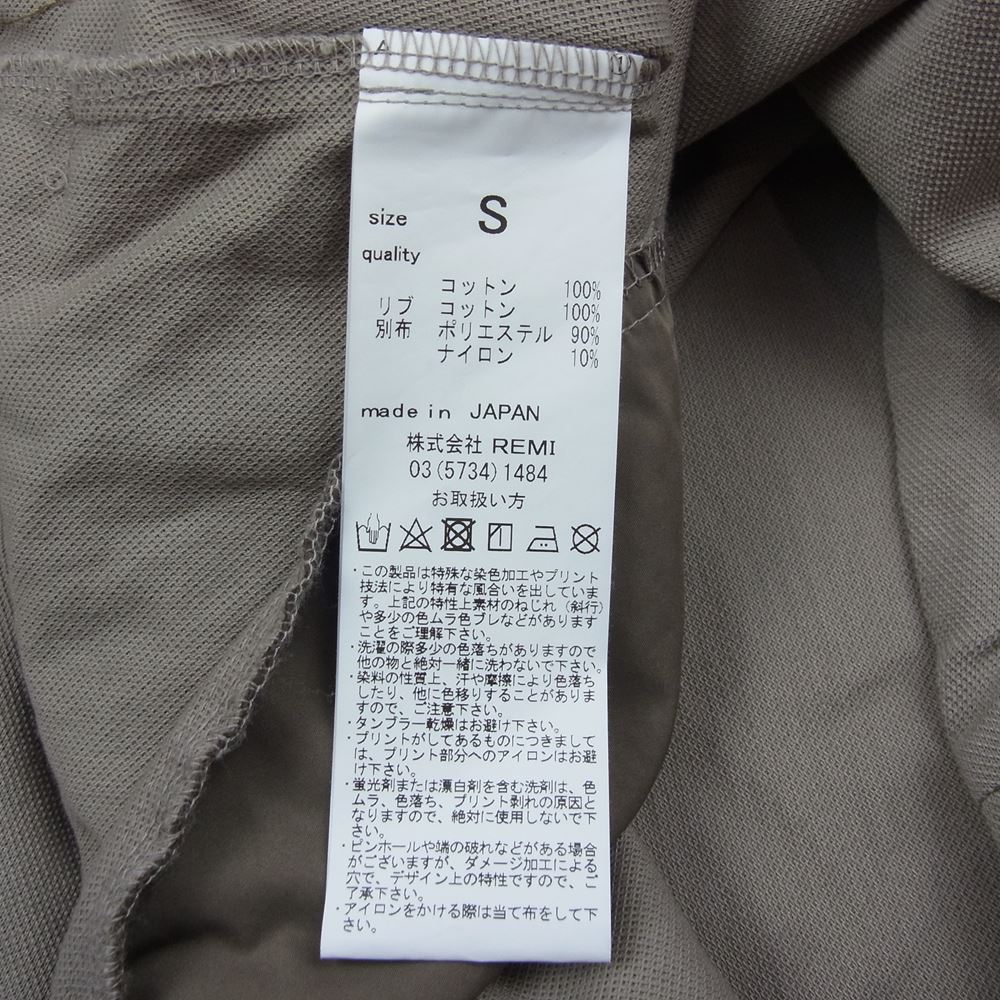 A ①
size S
quality
コットン 100%
リブ コットン 100%
別布 ポリエステル 90%
ナイロン 10%
made in JAPAN
株式会社 REMI
03(5734)1484
お取扱い方
・この製品は特殊な染色加工やプリント
技法により特有な風合いを出していま
す。上記の特性上素材のねじれ（斜行）
や多少の色ムラ色ブレなどがあります
ことをご理解下さい。
・洗濯の際多少の色落ちがありますので
他の物と絶対一緒に洗わないで下さい。
・染料の性質上、汗や摩擦により色落ち
したり、他に色移りすることがありま
すので、ご注意下さい。
・タンブラー乾燥はお避け下さい。
・プリントがしてあるものにつきまして
は、プリント部分へのアイロンはお避
け下さい。
・蛍光剤または漂白剤を含む洗剤は、色
ムラ、色落ち、プリント剥れの原因と
なりますので、絶対に使用しないで下
さい。
・ピンホールや端の破れなどがある場合
がございますが、ダメージ加工による
穴で、デザイン上の特性ですので、ご
了承下さい。
・アイロンをかける際は当て布をして下
さい。